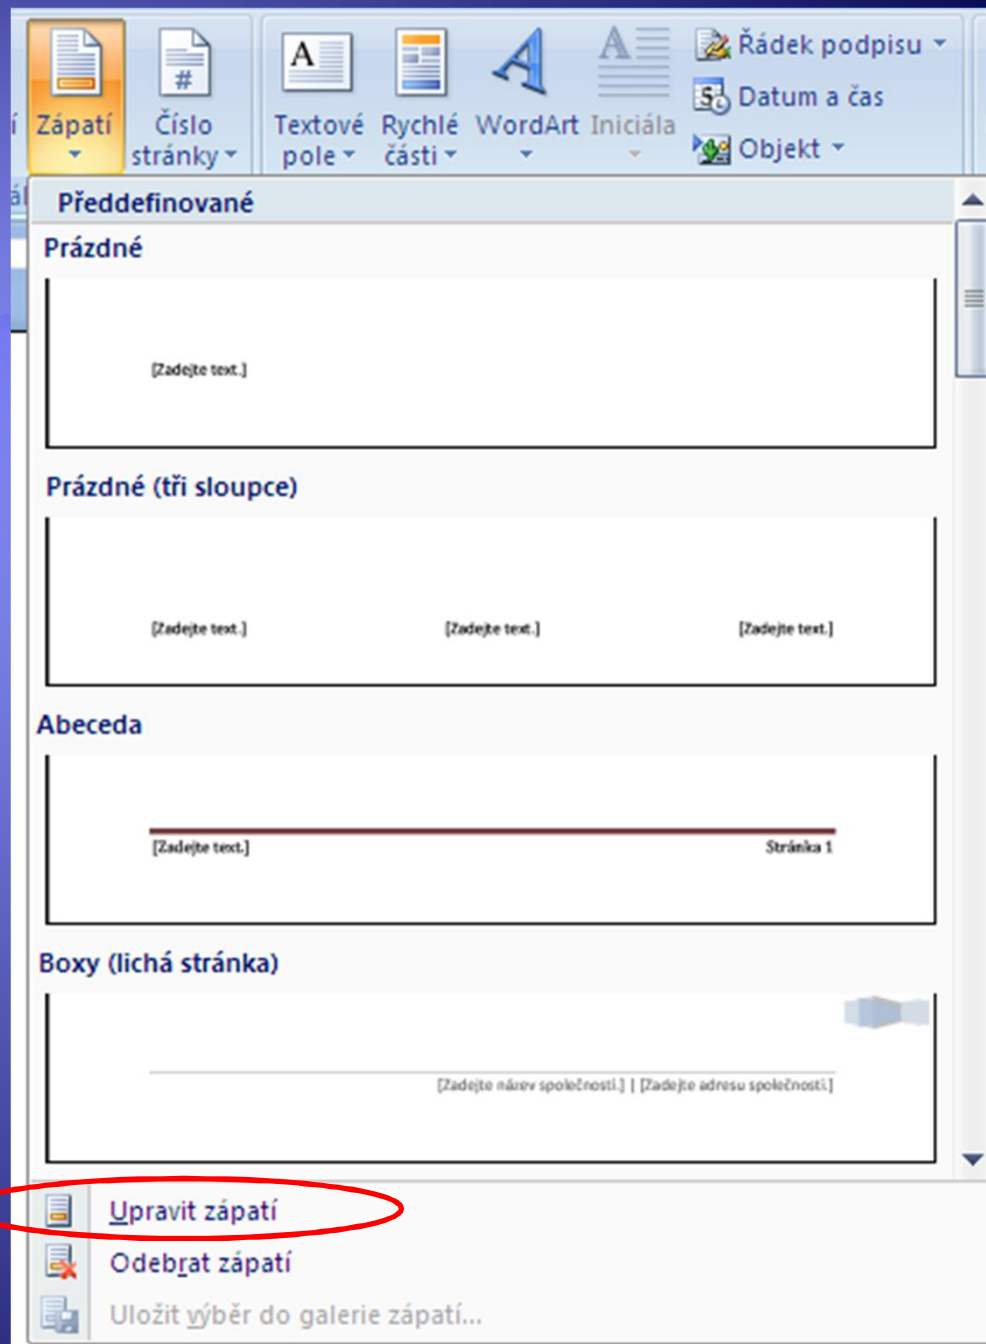 Zápatí
Číslo
stránky
Textové
pole
Rychlé
části
WordArt
Iniciála
Řádek podpisu
Datum a čas
Objekt
Předdefinované
Prázdné
[Zadejte text.]
Prázdné (tři sloupce)
[Zadejte text.] [Zadejte text.] [Zadejte text.]
Abeceda
[Zadejte text.] Stránka 1
Boxy (lichá stránka)
[Zadejte název společnosti.] | [Zadejte adresu společnosti.]
Upravit zápatí
Odebrat zápatí
Uložit výběr do galerie zápatí...